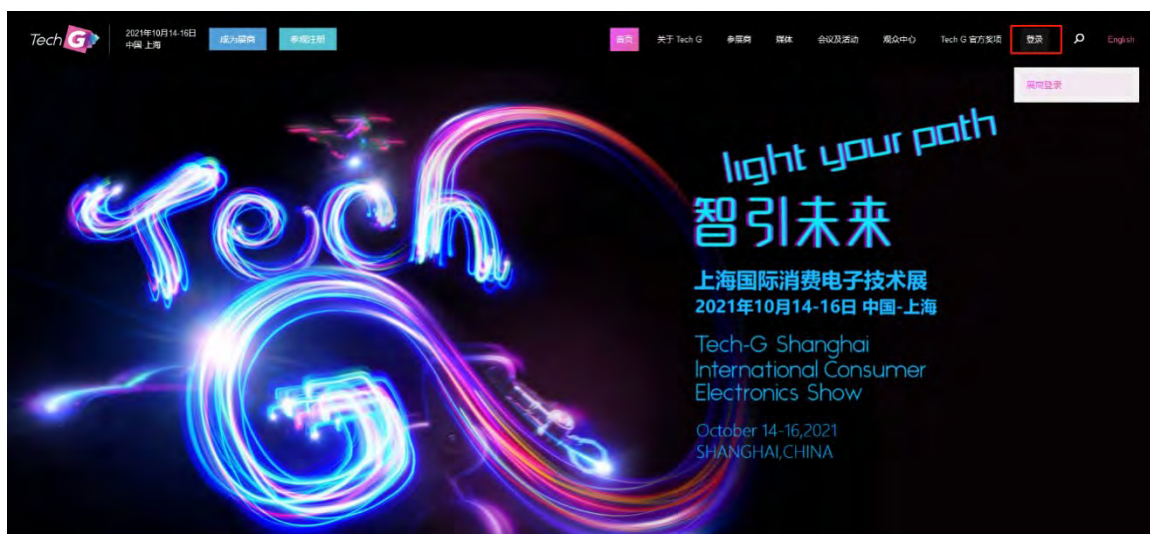 Tech G
2021年10月14-16日
中国 上海
成为展商
参观注册
首页
关于 Tech G
参展商
媒体
会议及活动
观众中心
Tech G 官方奖项
登录
English
展商登录
Tech
G
light your path
智引未来
上海国际消费电子技术展
2021年10月14-16日 中国-上海
Tech-G Shanghai
International Consumer
Electronics Show
October 14-16,2021
SHANGHAI,CHINA